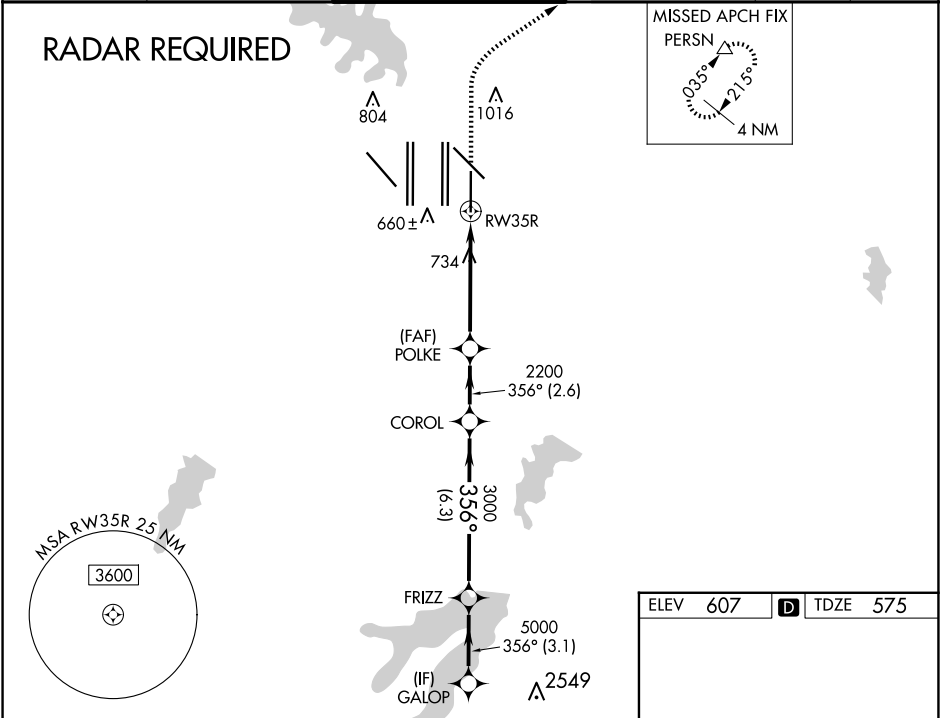 RADAR REQUIRED
MISSED APCH FIX
PERSN
035°
215°
4 NM
804
1016
660 ±
RW35R
734
(FAF)
POLKE
2200
356° (2.6)
COROL
3000
356°
(6.3)
MSA RW35R 25 NM
3600
FRIZZ
5000
356° (3.1)
(IF)
GALOP
2549
ELEV 607 D TDZE 575